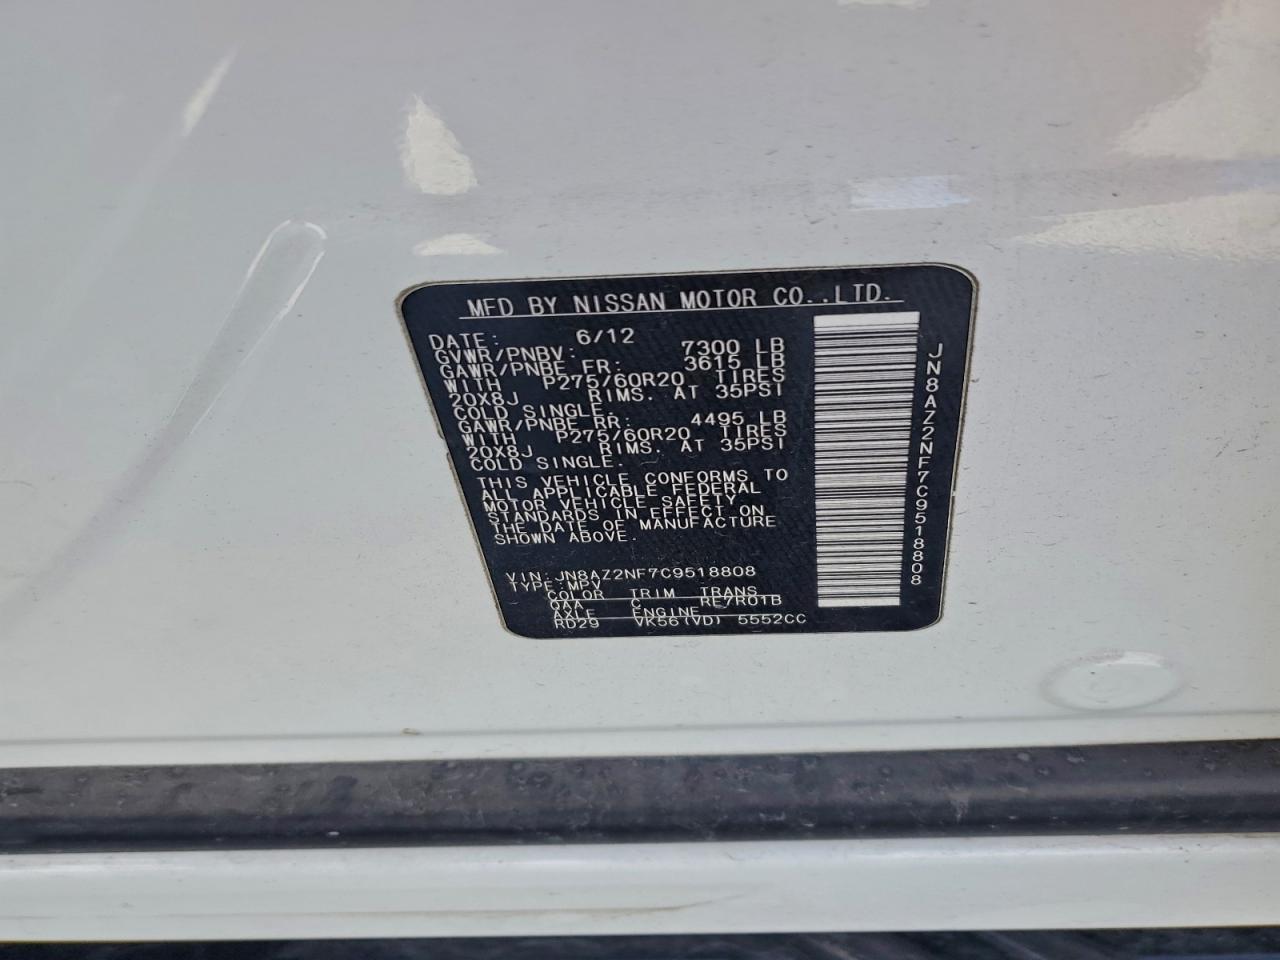 MFD BY NISSAN MOTOR CO.,LTD.
DATE: 6/12
GVWR/PNBV: 7300 LB
GAWR/PNBE FR: 3615 LB
WITH P275/60R20 TIRES
20X8J RIMS. AT 35PSI
COLD SINGLE.
GAWR/PNBE RR: 4495 LB
WITH P275/60R20 TIRES
20X8J RIMS. AT 35PSI
COLD SINGLE.
THIS VEHICLE CONFORMS TO
ALL APPLICABLE FEDERAL
MOTOR VEHICLE SAFETY
STANDARDS IN EFFECT ON
THE DATE OF MANUFACTURE
SHOWN ABOVE.
VIN: JN8AZ2NF7C9518808
TYPE: MPV
COLOR TRIM TRANS
QAA C RE7R01B
AXLE ENGINE
RD29 VK56(VD) 5552CC
JN8AZ2NF7C9518808